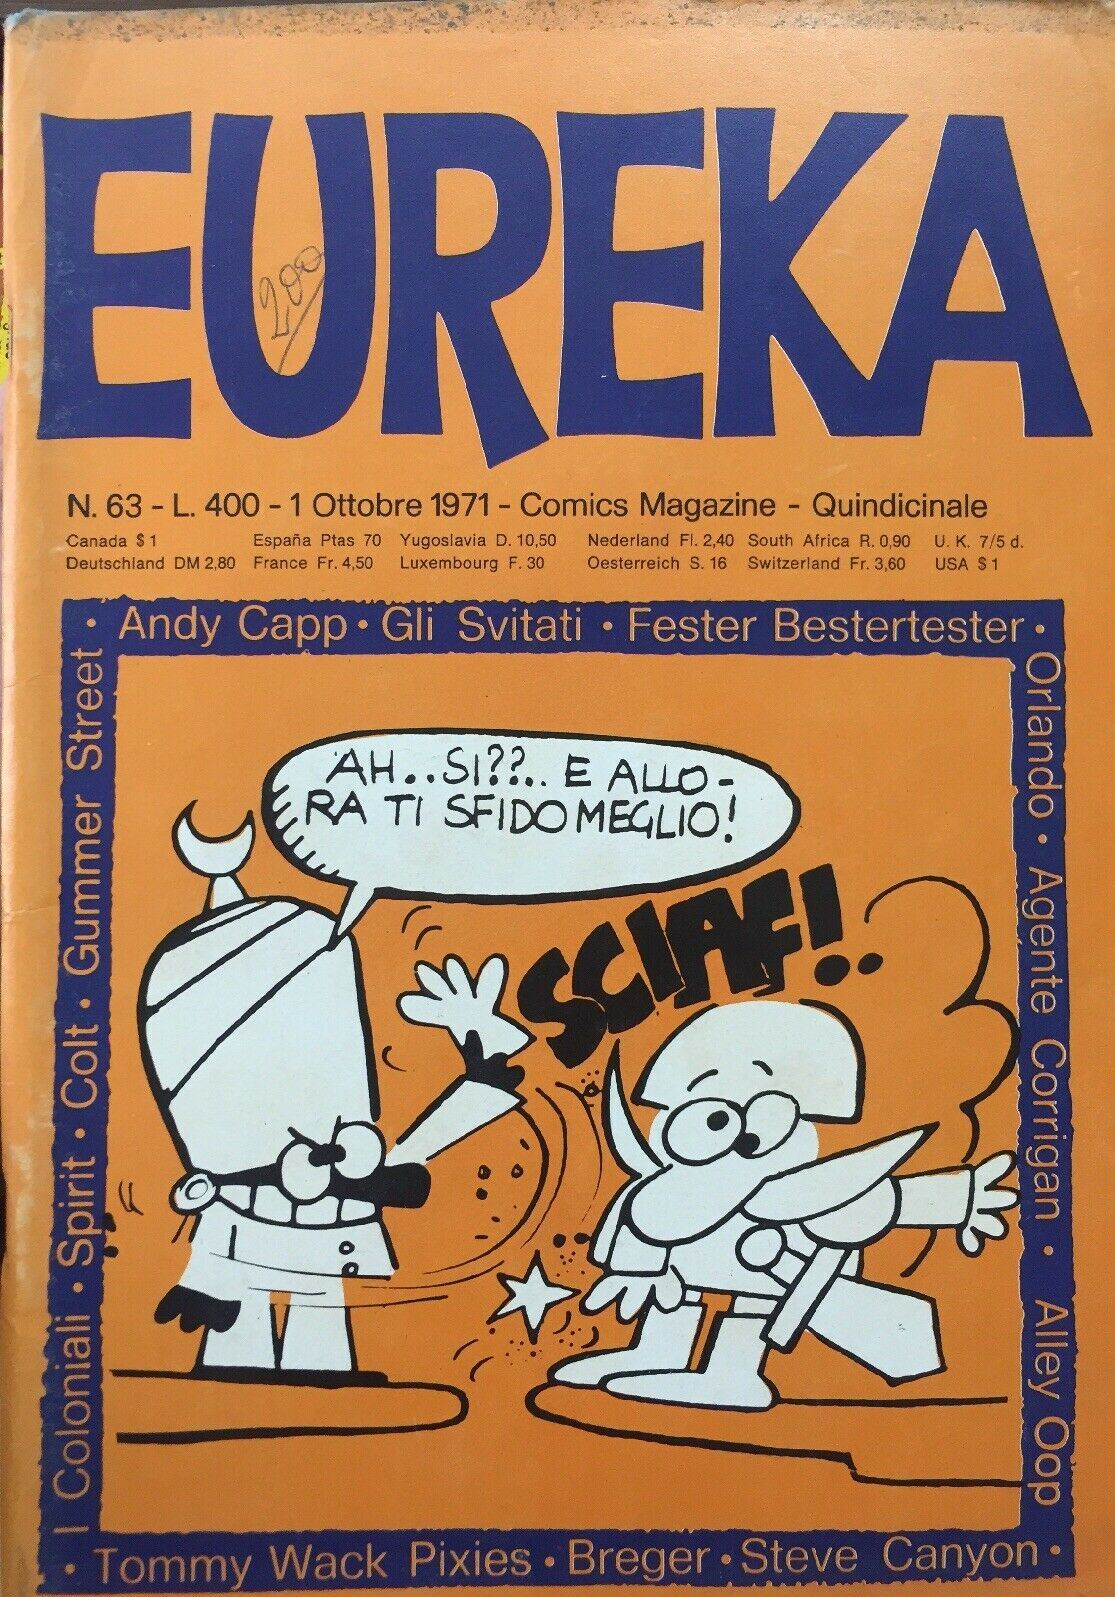 EUREKA
200
N. 63 - L. 400 - 1 Ottobre 1971 - Comics Magazine - Quindicinale
Canada $ 1 España Ptas 70 Yugoslavia D. 10,50 Nederland Fl. 2,40 South Africa R. 0,90 U. K. 7/5 d.
Deutschland DM 2,80 France Fr. 4,50 Luxembourg F. 30 Oesterreich S. 16 Switzerland Fr. 3,60 USA $ 1
• Andy Capp • Gli Svitati • Fester Bestertester •
Orlando • Agente Corrigan • Alley Oop
I Coloniali • Spirit • Colt • Gummer Street
AH..SI??.. E ALLO-
RA TI SFIDO MEGLIO!
SCIAF!..
• Tommy Wack Pixies • Breger • Steve Canyon •